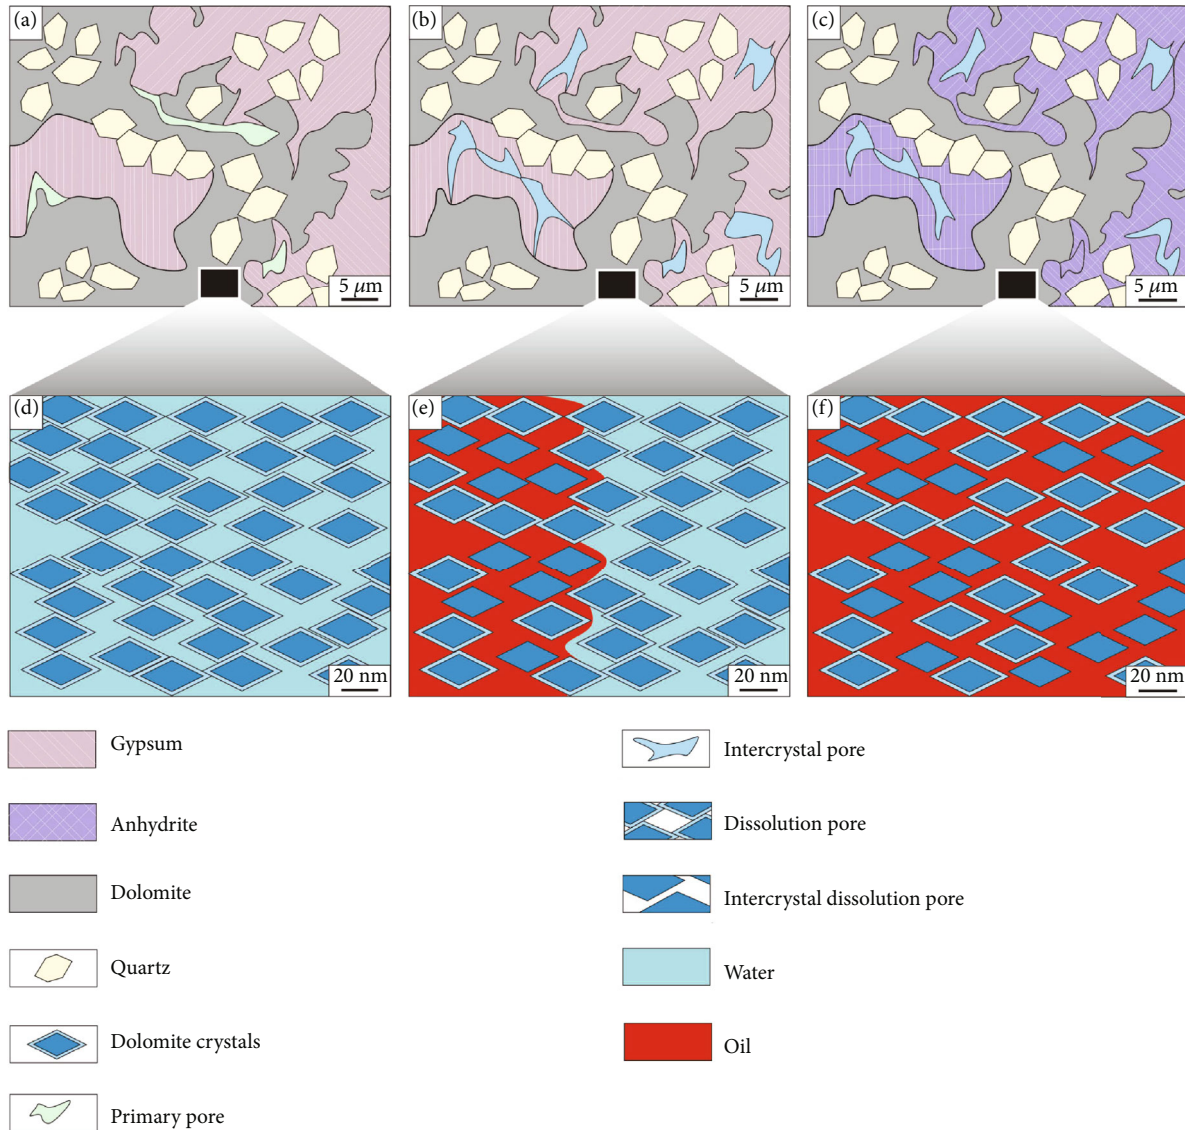 (a)
(b)
(c)
5 μm
5 μm
5 μm
(d)
(e)
(f)
20 nm
20 nm
20 nm
Gypsum
Anhydrite
Dolomite
Quartz
Dolomite crystals
Primary pore
Intercrystal pore
Dissolution pore
Intercrystal dissolution pore
Water
Oil